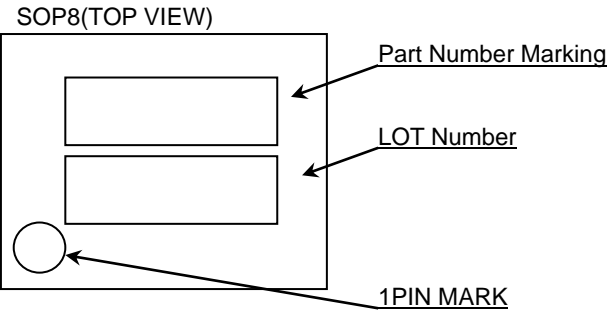 SOP8(TOP VIEW)
Part Number Marking
LOT Number
1PIN MARK